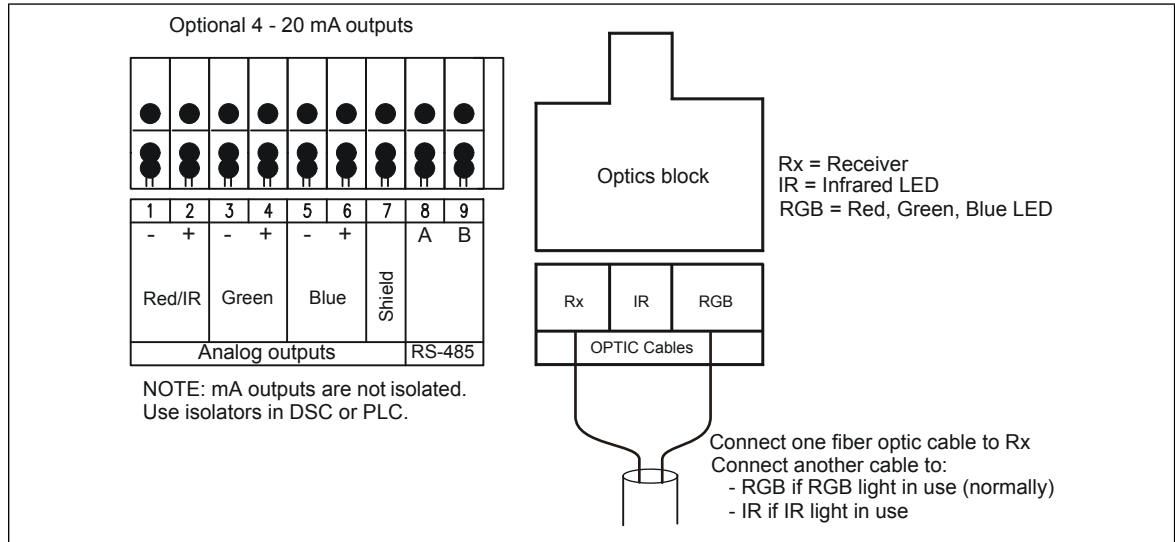 Optional 4 - 20 mA outputs
1 2 3 4 5 6 7 8 9
- + - + - + A B
Red/IR Green Blue Shield
Analog outputs RS-485
NOTE: mA outputs are not isolated.
Use isolators in DSC or PLC.
Optics block
Rx = Receiver
IR = Infrared LED
RGB = Red, Green, Blue LED
Rx IR RGB
OPTIC Cables
Connect one fiber optic cable to Rx
Connect another cable to:
- RGB if RGB light in use (normally)
- IR if IR light in use